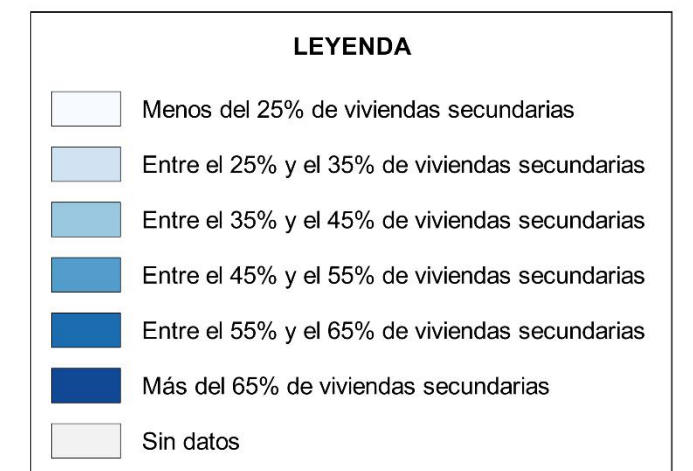 LEYENDA
Menos del 25% de viviendas secundarias
Entre el 25% y el 35% de viviendas secundarias
Entre el 35% y el 45% de viviendas secundarias
Entre el 45% y el 55% de viviendas secundarias
Entre el 55% y el 65% de viviendas secundarias
Más del 65% de viviendas secundarias
Sin datos